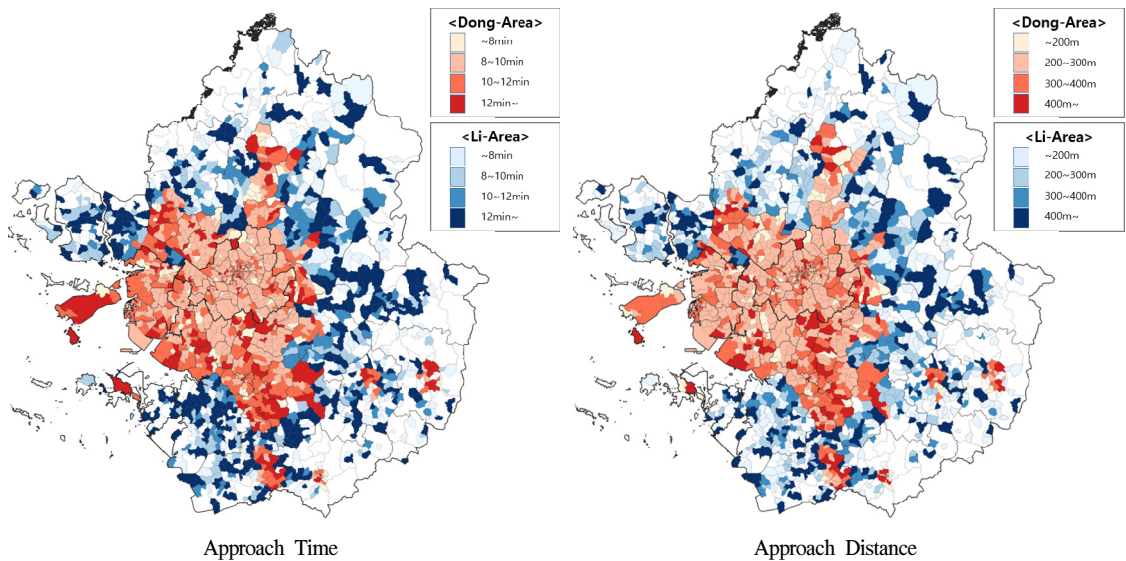 <Dong-Area>
~8min
8~10min
10~12min
12min~
<Li-Area>
~8min
8~10min
10~12min
12min~
<Dong-Area>
~200m
200~300m
300~400m
400m~
<Li-Area>
~200m
200~300m
300~400m
400m~
Approach Time
Approach Distance